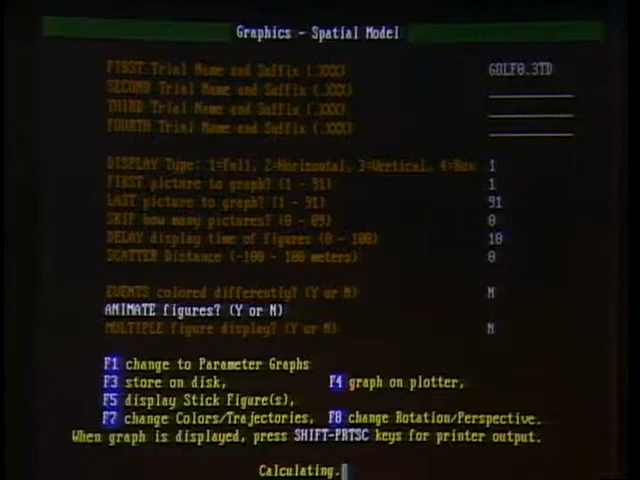 Graphics - Spatial Model
FIRST Trial Name and Suffix (.XXX) GOLF8.3TD
SECOND Trial Name and Suffix (.XXX)
THIRD Trial Name and Suffix (.XXX)
FOURTH Trial Name and Suffix (.XXX)
DISPLAY Type: 1=Full, 2=Horizontal, 3=Vertical, 4=Box 1
FIRST picture to graph? (1 - 91) 1
LAST picture to graph? (1 - 91) 91
SKIP how many pictures? (0 - 89) 0
DELAY display time of figures (0 - 100) 10
SCATTER Distance (-100 - 100 meters) 0
EVENTS colored differently? (Y or N) N
ANIMATE figures? (Y or N)
MULTIPLE figure display? (Y or N) N
F1 change to Parameter Graphs
F3 store on disk, F4 graph on plotter,
F5 display Stick Figure(s),
F7 change Colors/Trajectories, F8 change Rotation/Perspective.
When graph is displayed, press SHIFT-PRTSC keys for printer output.
Calculating.